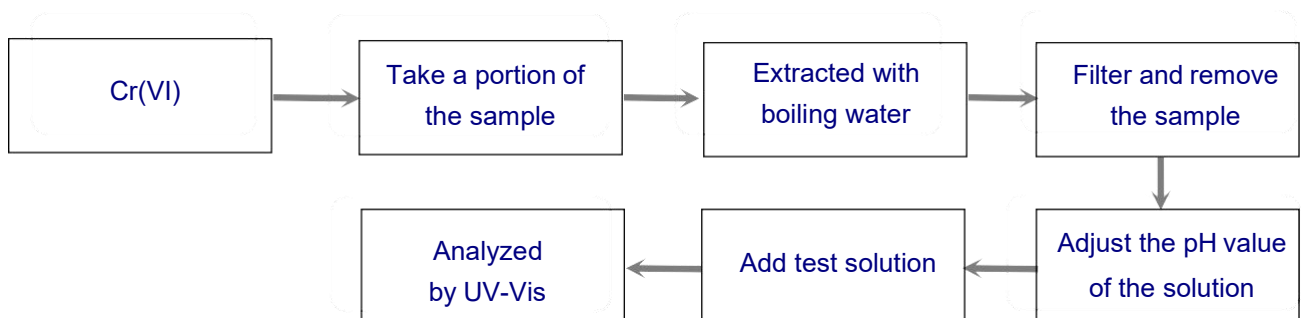 Cr(VI)
Take a portion of
the sample
Extracted with
boiling water
Filter and remove
the sample
Adjust the pH value
of the solution
Add test solution
Analyzed
by UV-Vis